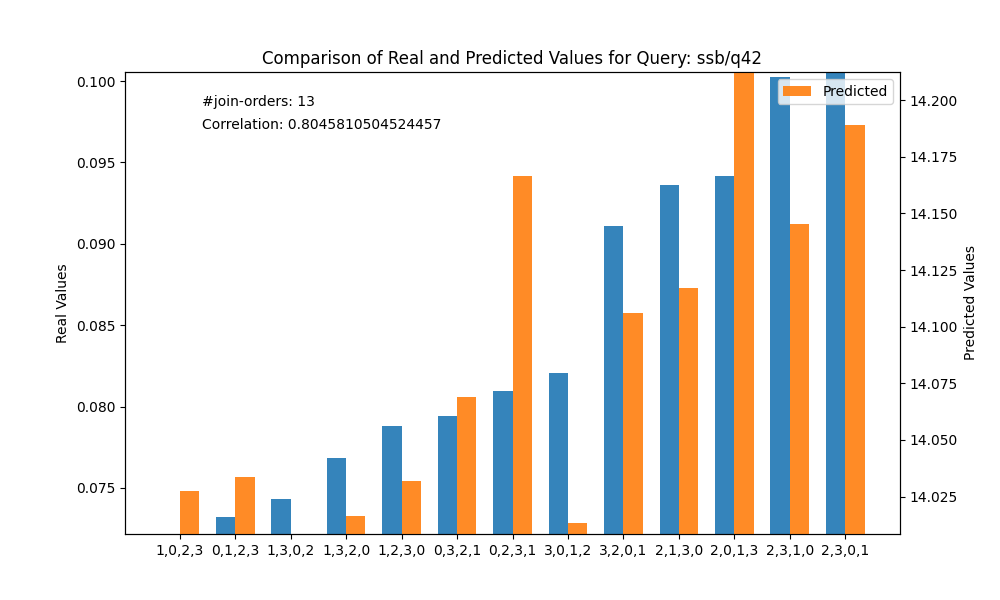 Comparison of Real and Predicted Values for Query: ssb/q42
#join-orders: 13
Correlation: 0.8045810504524457
Predicted
Real Values
0.100
0.095
0.090
0.085
0.080
0.075
14.200
14.175
14.150
14.125
14.100
14.075
14.050
14.025
Predicted Values
1,0,2,3 0,1,2,3 1,3,0,2 1,3,2,0 1,2,3,0 0,3,2,1 0,2,3,1 3,0,1,2 3,2,0,1 2,1,3,0 2,0,1,3 2,3,1,0 2,3,0,1